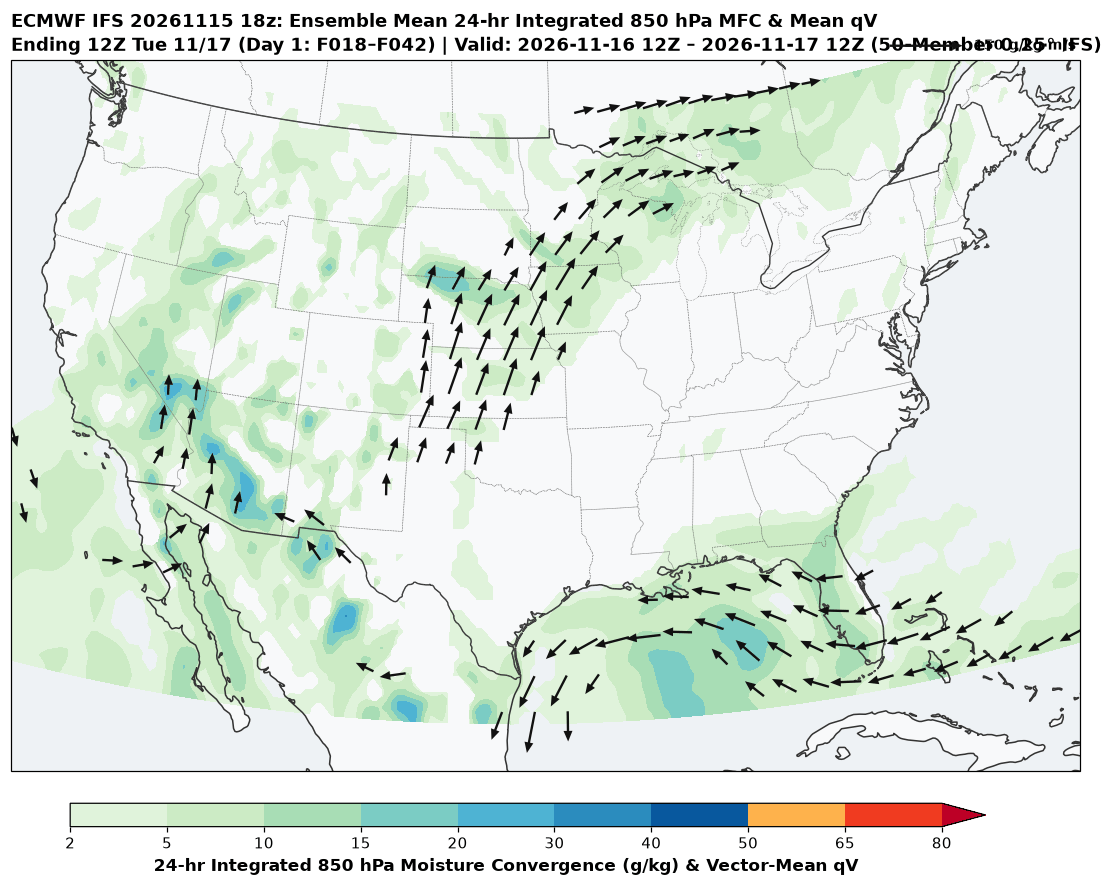 ECMWF IFS 20261115 18z: Ensemble Mean 24-hr Integrated 850 hPa MFC & Mean qV
Ending 12Z Tue 11/17 (Day 1: F018–F042) | Valid: 2026-11-16 12Z – 2026-11-17 12Z (50-Member 0.25° IFS)
150 g/kg·m/s
2 5 10 15 20 30 40 50 65 80
24-hr Integrated 850 hPa Moisture Convergence (g/kg) & Vector-Mean qV